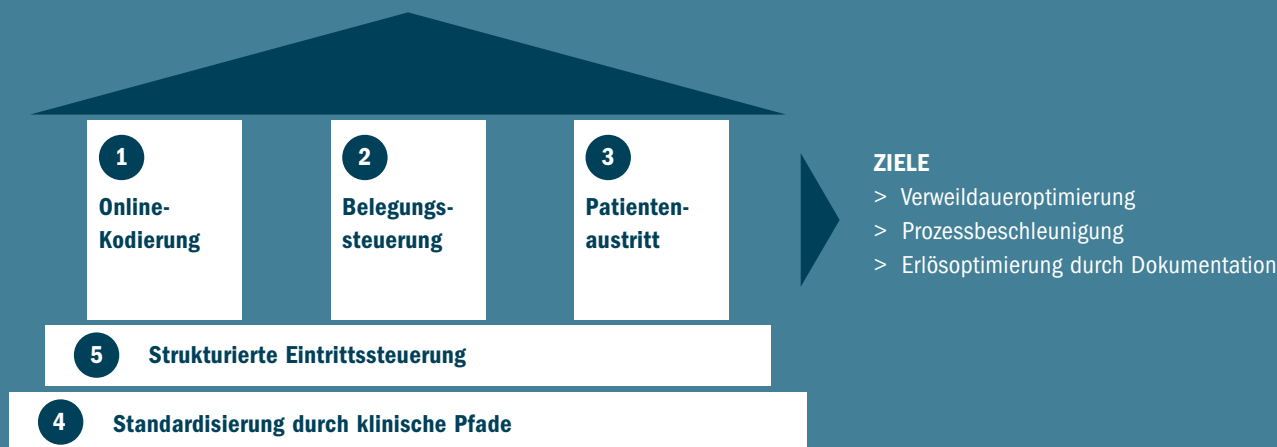 1
Online-
Kodierung
2
Belegungs-
steuerung
3
Patienten-
austritt
ZIELE
> Verweildaueroptimierung
> Prozessbeschleunigung
> Erlösoptimierung durch Dokumentation
5 Strukturierte Eintrittssteuerung
4 Standardisierung durch klinische Pfade